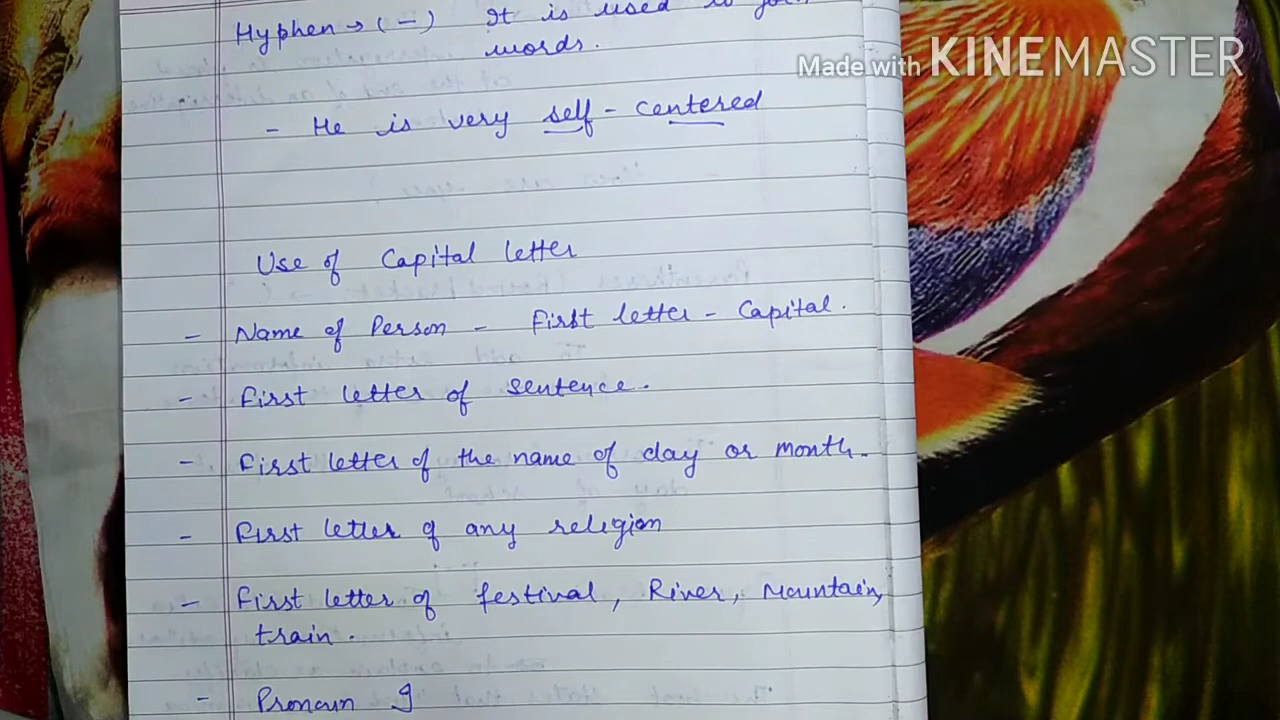 Hyphen → ( - ) It is used to join
words.
Made with KINEMASTER
- He is very self - centered
Use of Capital letter
- Name of Person - First letter - Capital.
- First letter of sentence.
- First letter of the name of day or month.
- First letter of any religion
- First letter of festival, River, Mountain,
train.
- Pronoun I